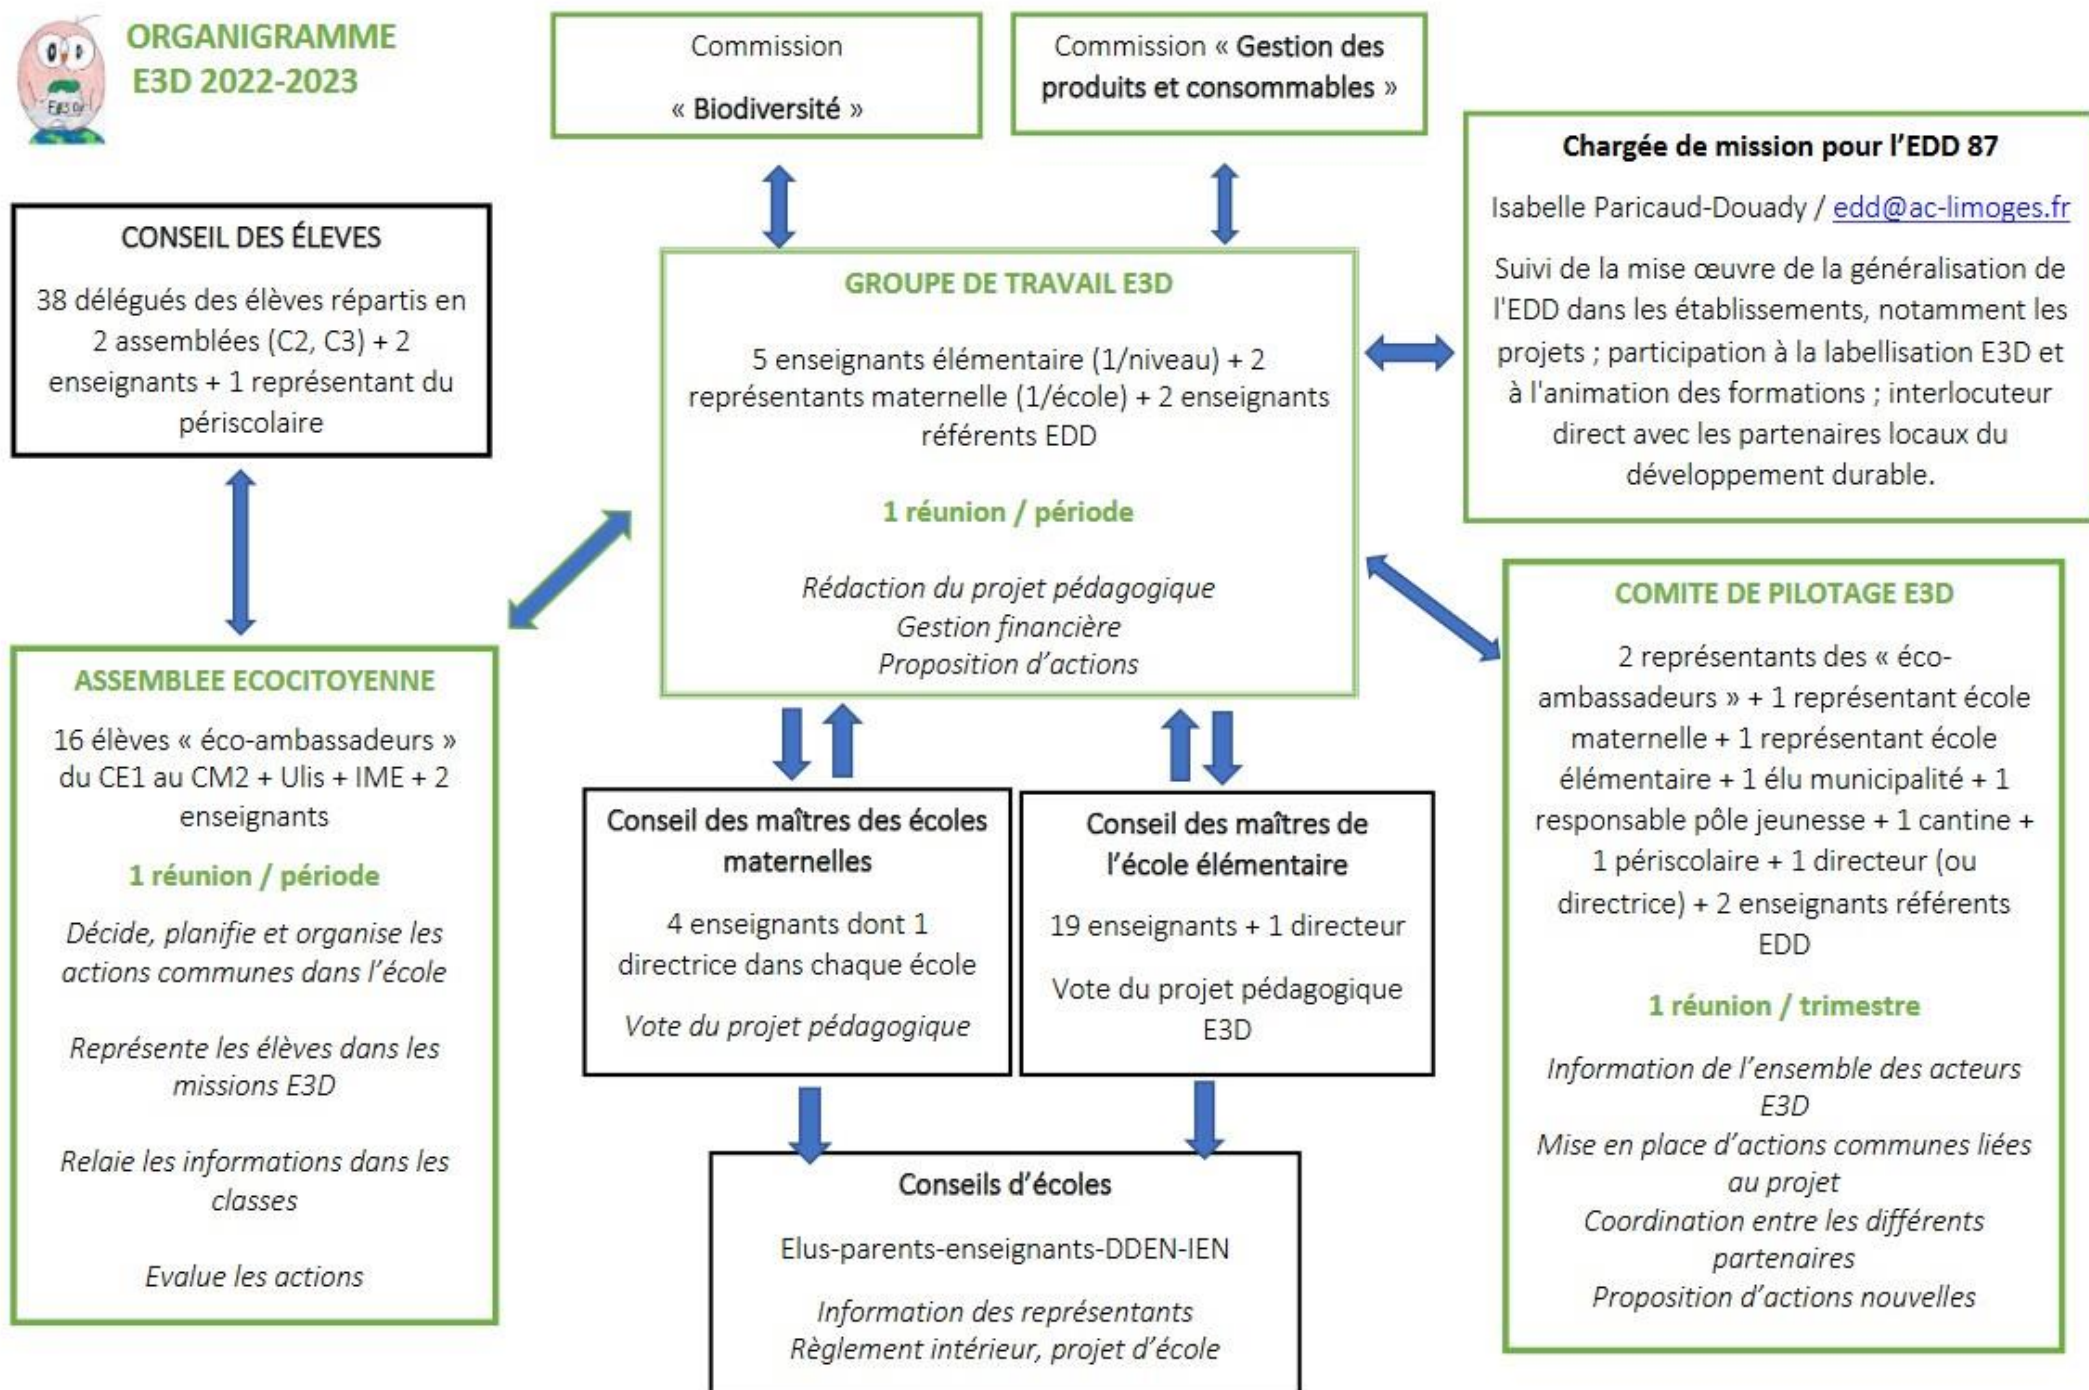 ORGANIGRAMME
E3D 2022-2023
Commission
« Biodiversité »
Commission « Gestion des
produits et consommables »
Chargée de mission pour l’EDD 87
Isabelle Paricaud-Douady / edd@ac-limoges.fr
Suivi de la mise œuvre de la généralisation de
l'EDD dans les établissements, notamment les
projets ; participation à la labellisation E3D et
à l'animation des formations ; interlocuteur
direct avec les partenaires locaux du
développement durable.
CONSEIL DES ÉLEVES
38 délégués des élèves répartis en
2 assemblées (C2, C3) + 2
enseignants + 1 représentant du
périscolaire
GROUPE DE TRAVAIL E3D
5 enseignants élémentaire (1/niveau) + 2
représentants maternelle (1/école) + 2 enseignants
référents EDD
1 réunion / période
Rédaction du projet pédagogique
Gestion financière
Proposition d’actions
ASSEMBLEE ECOCITOYENNE
16 élèves « éco-ambassadeurs »
du CE1 au CM2 + Ulis + IME + 2
enseignants
1 réunion / période
Décide, planifie et organise les
actions communes dans l’école
Représente les élèves dans les
missions E3D
Relaie les informations dans les
classes
Evalue les actions
Conseil des maîtres des écoles
maternelles
4 enseignants dont 1
directrice dans chaque école
Vote du projet pédagogique
Conseil des maîtres de
l’école élémentaire
19 enseignants + 1 directeur
Vote du projet pédagogique
E3D
Conseils d’écoles
Elus-parents-enseignants-DDEN-IEN
Information des représentants
Règlement intérieur, projet d’école
COMITE DE PILOTAGE E3D
2 représentants des « éco-
ambassadeurs » + 1 représentant école
maternelle + 1 représentant école
élémentaire + 1 élu municipalité + 1
responsable pôle jeunesse + 1 cantine +
1 périscolaire + 1 directeur (ou
directrice) + 2 enseignants référents
EDD
1 réunion / trimestre
Information de l’ensemble des acteurs
E3D
Mise en place d’actions communes liées
au projet
Coordination entre les différents
partenaires
Proposition d’actions nouvelles